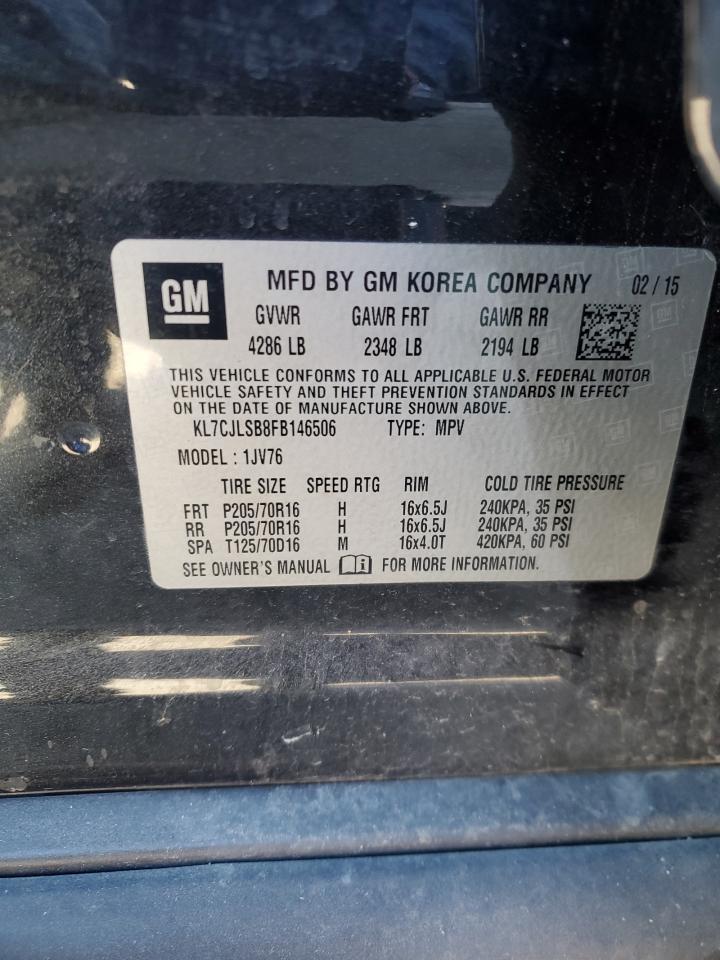 GM MFD BY GM KOREA COMPANY 02 / 15
GVWR GAWR FRT GAWR RR
4286 LB 2348 LB 2194 LB
THIS VEHICLE CONFORMS TO ALL APPLICABLE U.S. FEDERAL MOTOR
VEHICLE SAFETY AND THEFT PREVENTION STANDARDS IN EFFECT
ON THE DATE OF MANUFACTURE SHOWN ABOVE.
KL7CJLSB8FB146506 TYPE: MPV
MODEL : 1JV76
TIRE SIZE SPEED RTG RIM COLD TIRE PRESSURE
FRT P205/70R16 H 16x6.5J 240KPA, 35 PSI
RR P205/70R16 H 16x6.5J 240KPA, 35 PSI
SPA T125/70D16 M 16x4.0T 420KPA, 60 PSI
SEE OWNER'S MANUAL FOR MORE INFORMATION.